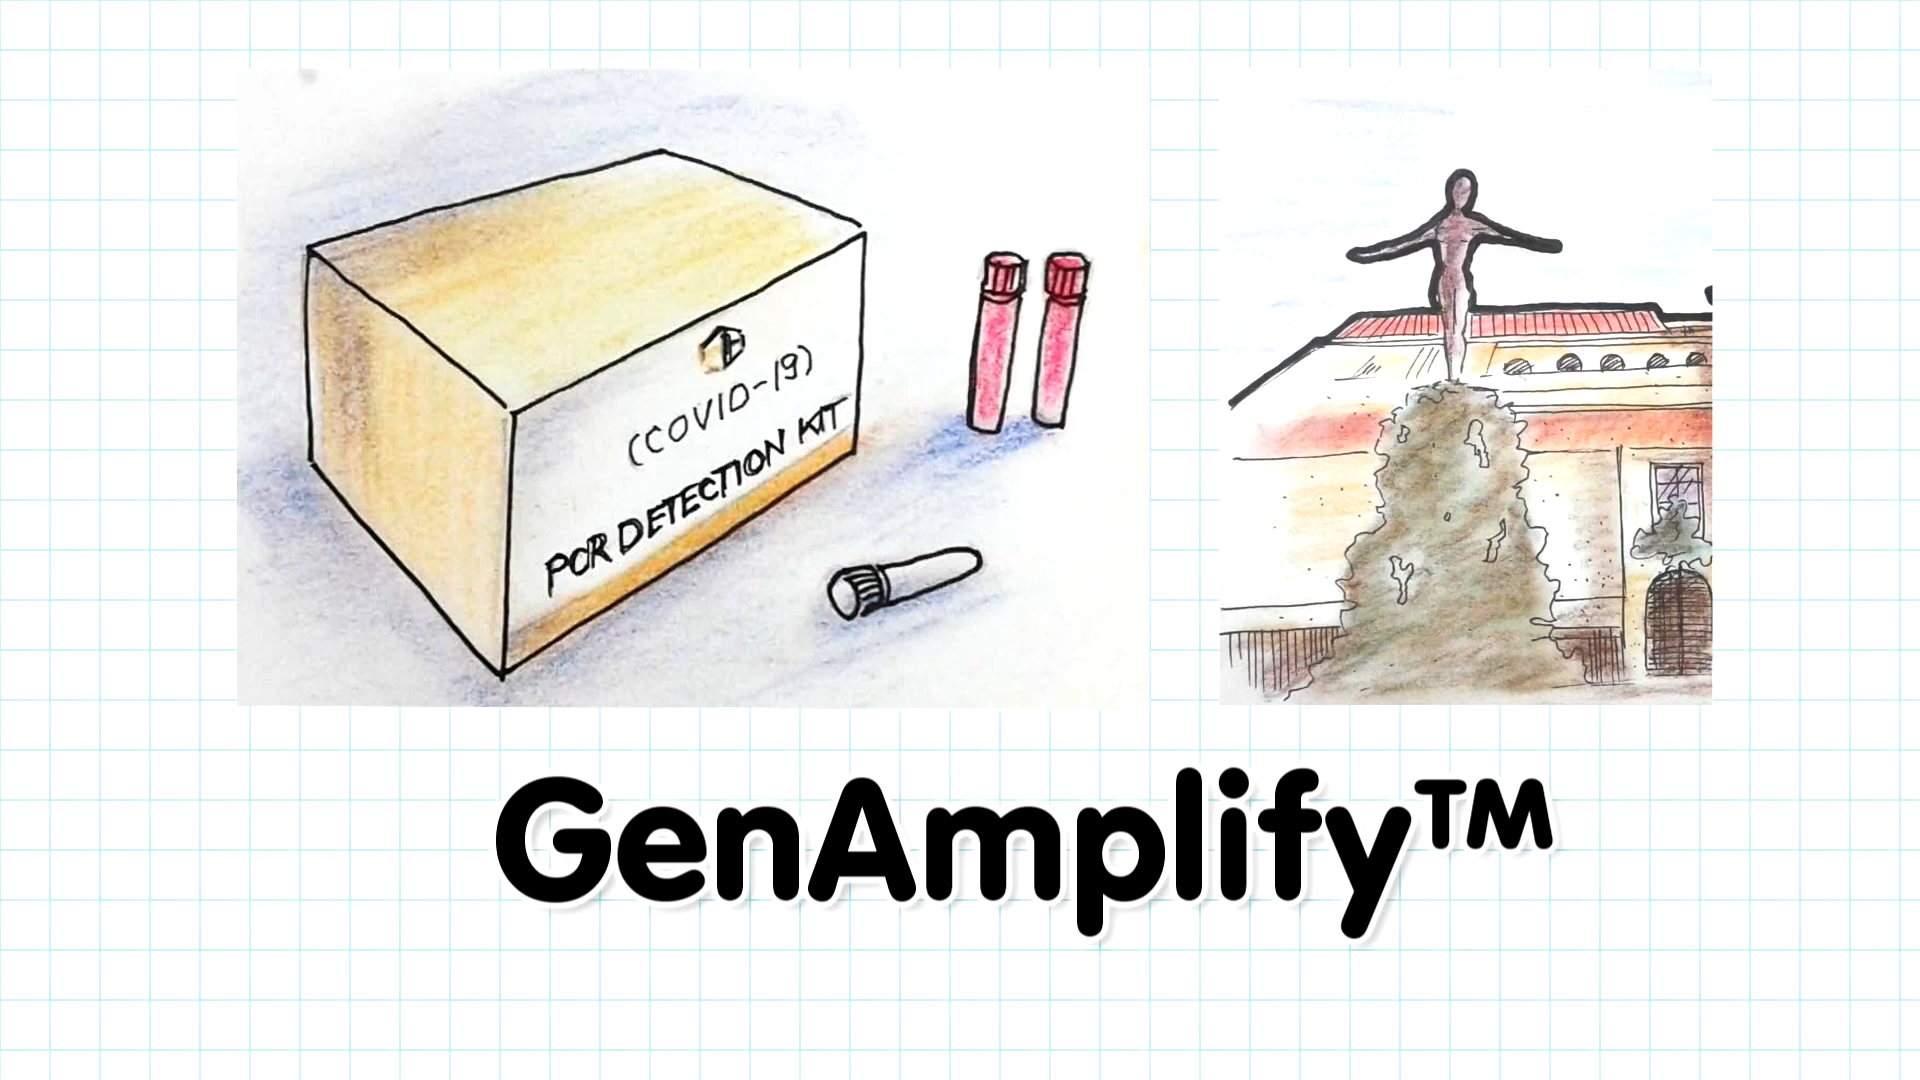 (COVID-19)
PCR DETECTION KIT
GenAmplify™